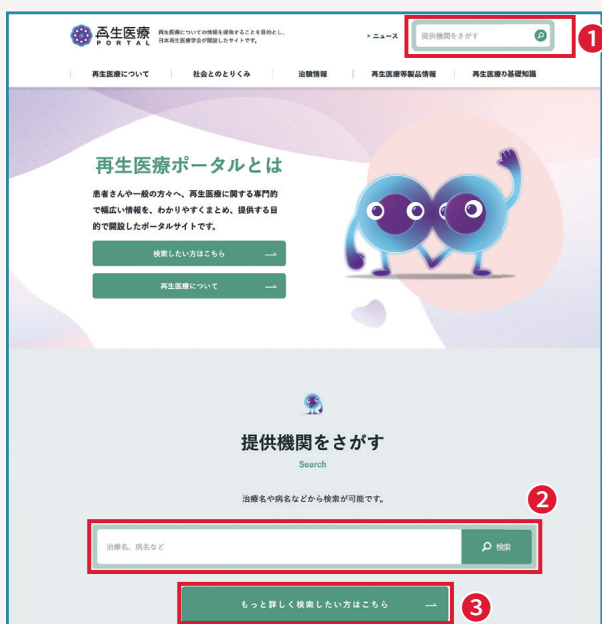 再生医療
PORTAL
再生医療についての情報を提供することを目的とし、
日本再生医療学会が開設したサイトです。
ニュース
提供機関をさがす
1
再生医療について
社会とのとりくみ
治験情報
再生医療等製品情報
再生医療の基礎知識
再生医療ポータルとは
患者さんや一般の方々へ、再生医療に関する専門的
で幅広い情報を、わかりやすくまとめ、提供する目
的で開設したポータルサイトです。
検索したい方はこちら
再生医療について
提供機関をさがす
Search
治療名や病名などから検索が可能です。
2
治療名、病名など
検索
もっと詳しく検索したい方はこちら
3